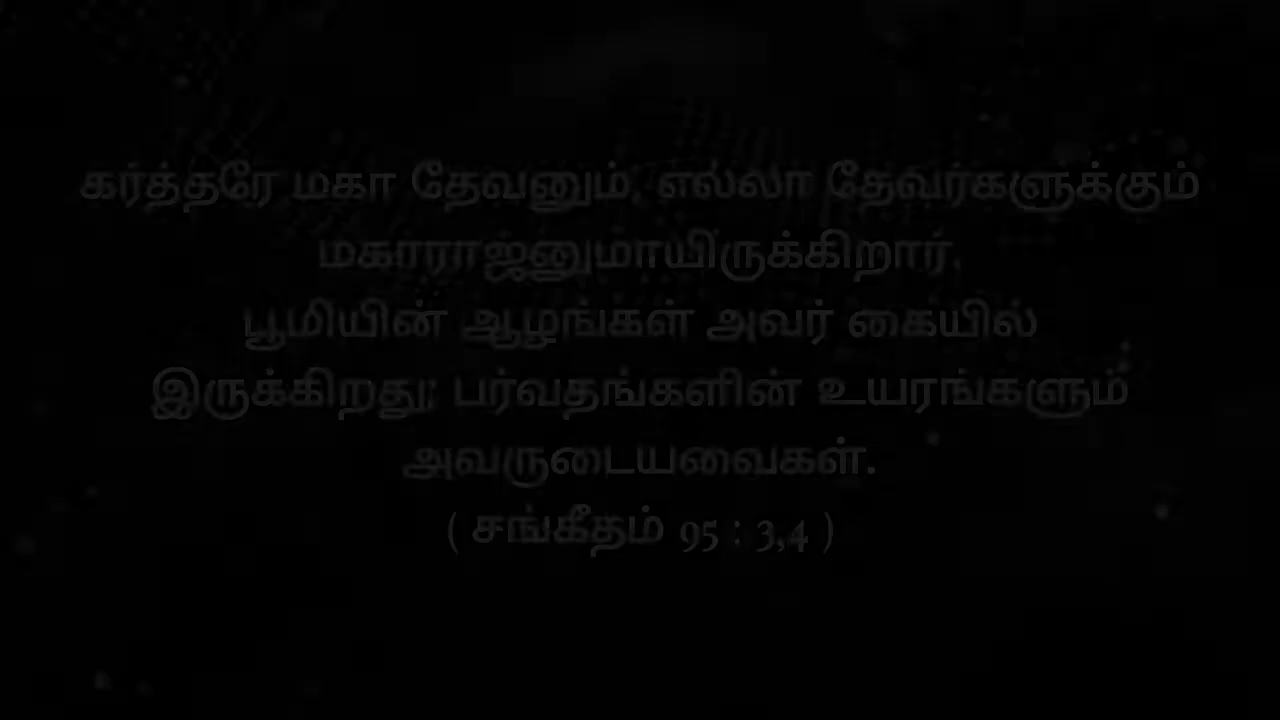 கர்த்தரே மகா தேவனும், எல்லா தேவர்களுக்கும்
மகாராஜனுமாயிருக்கிறார்.
பூமியின் ஆழங்கள் அவர் கையில்
இருக்கிறது; பர்வதங்களின் உயரங்களும்
அவருடையவைகள்.
( சங்கீதம் 95 : 3,4 )